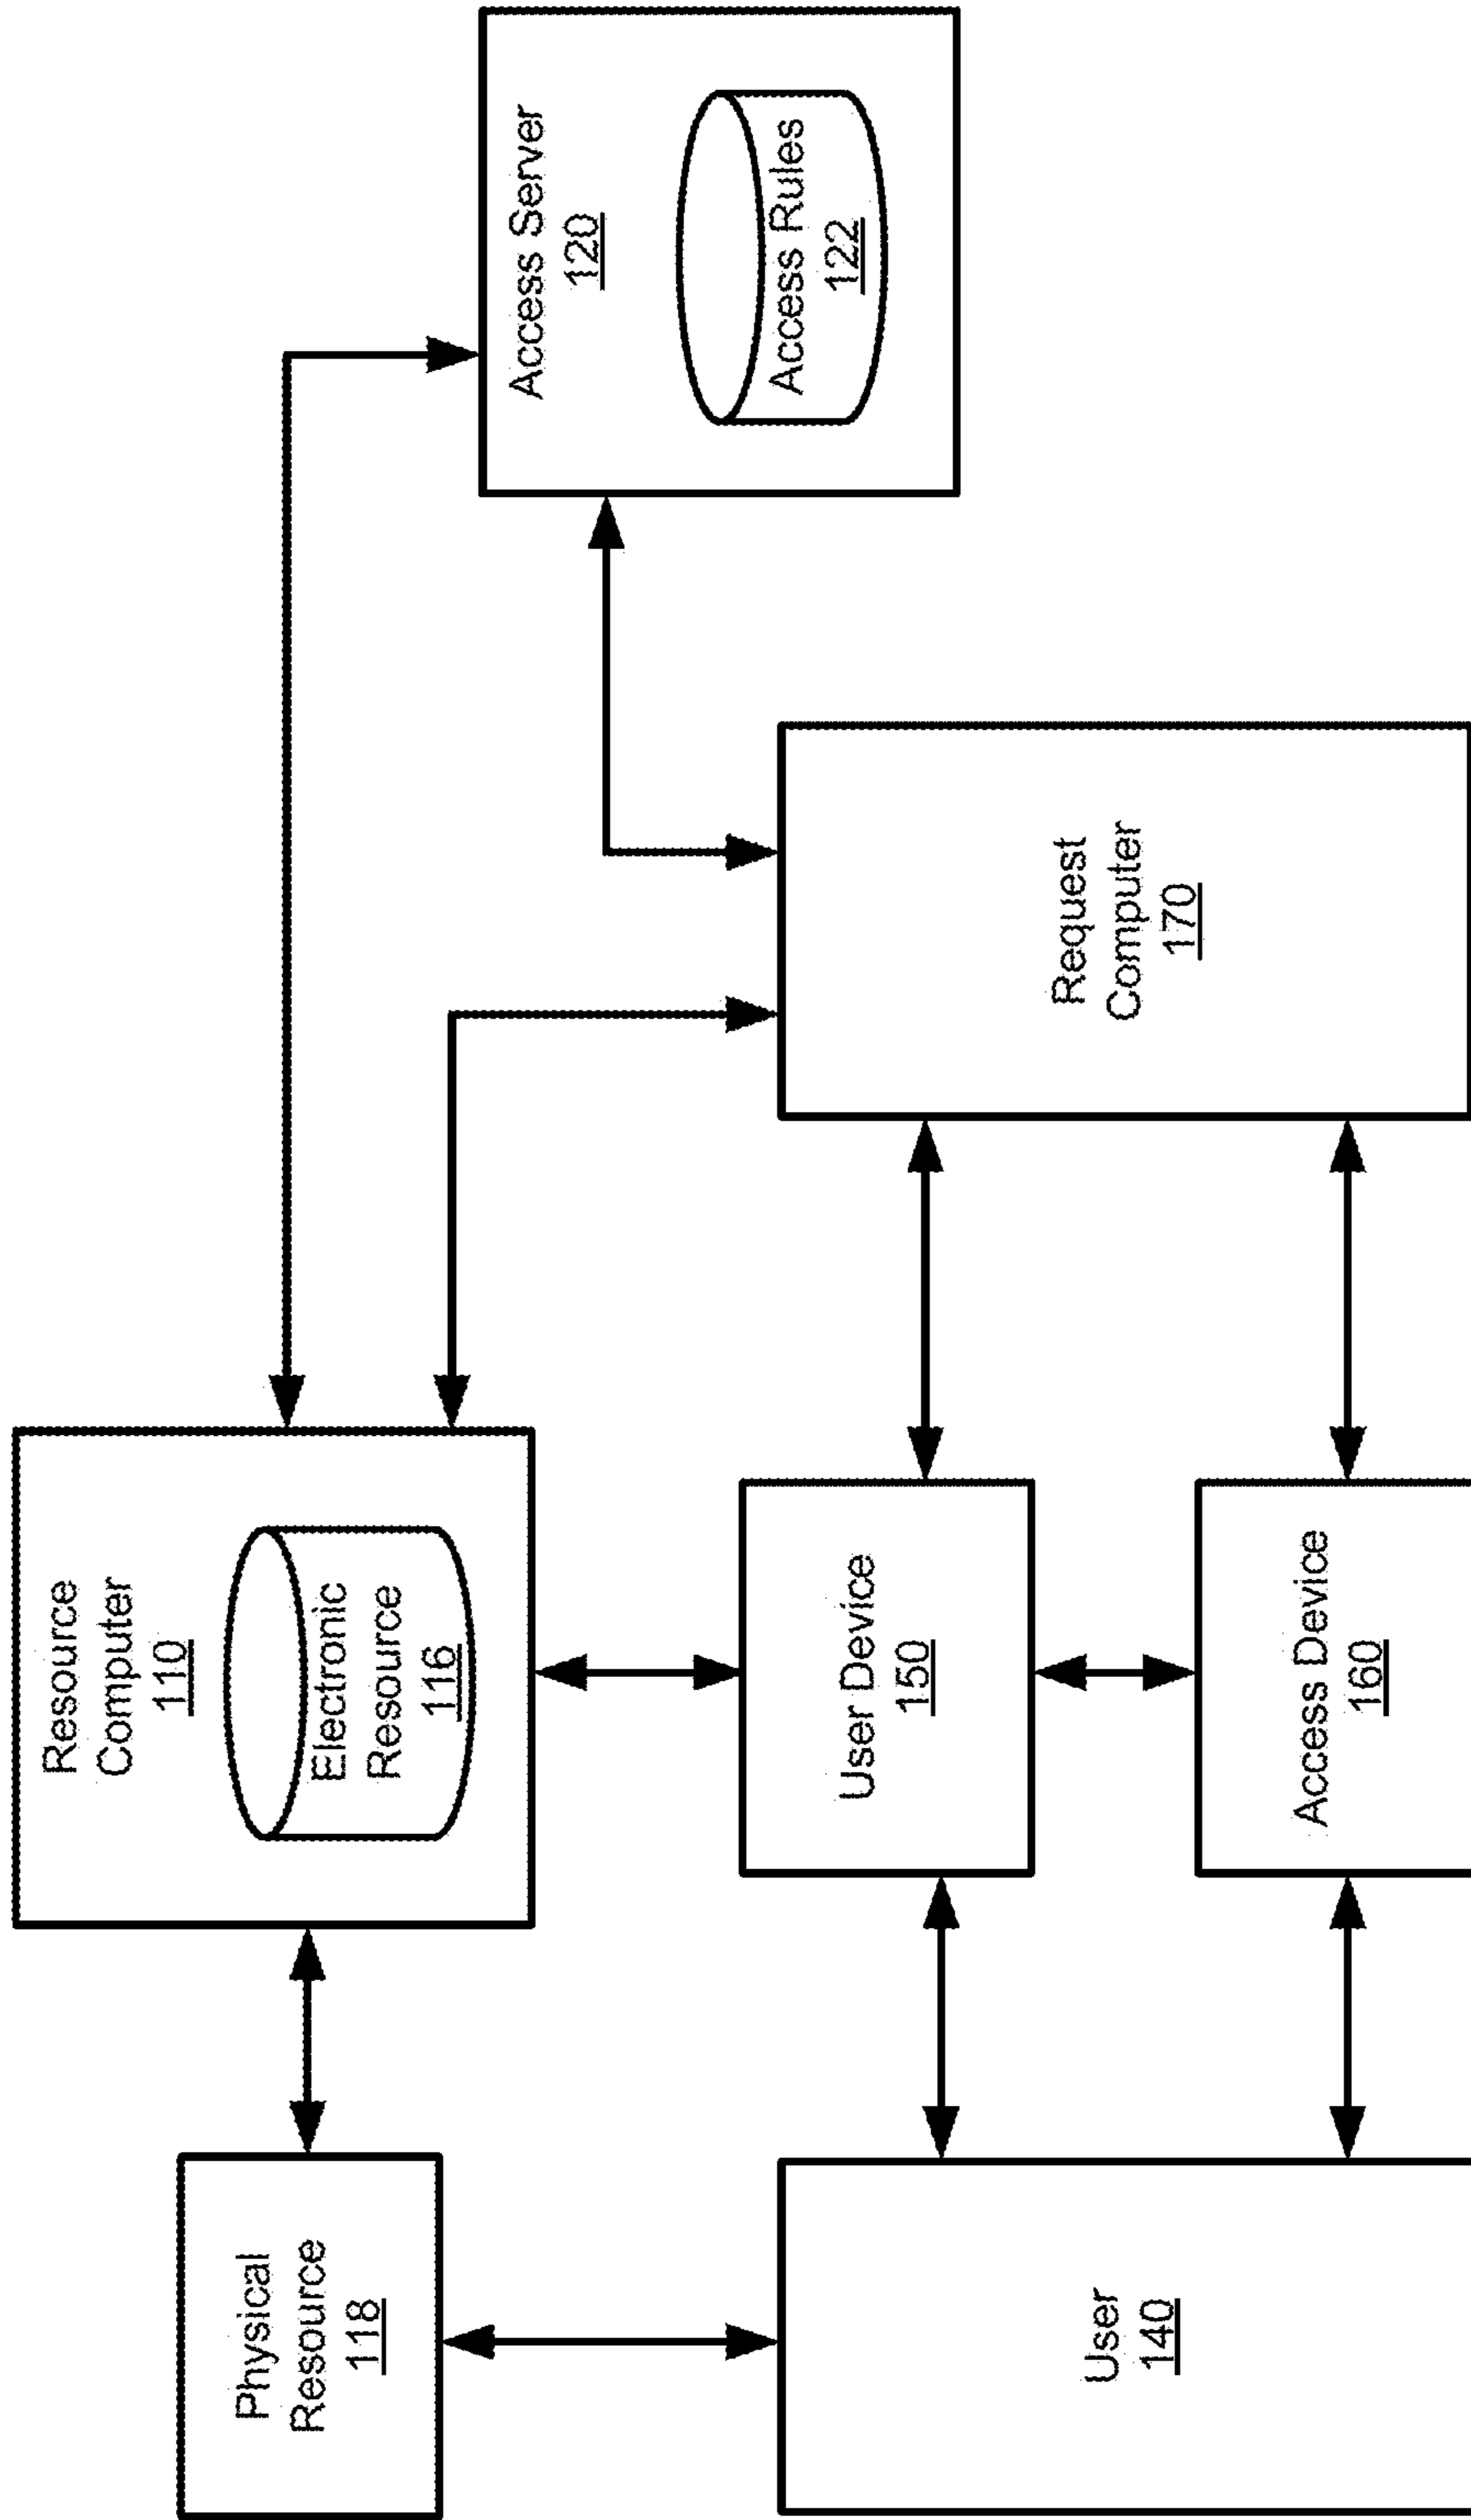 Physical
Resource
118
Resource
Computer
110
Electronic
Resource
116
Access Server
120
Access Rules
122
User
140
User Device
150
Access Device
160
Request
Computer
170